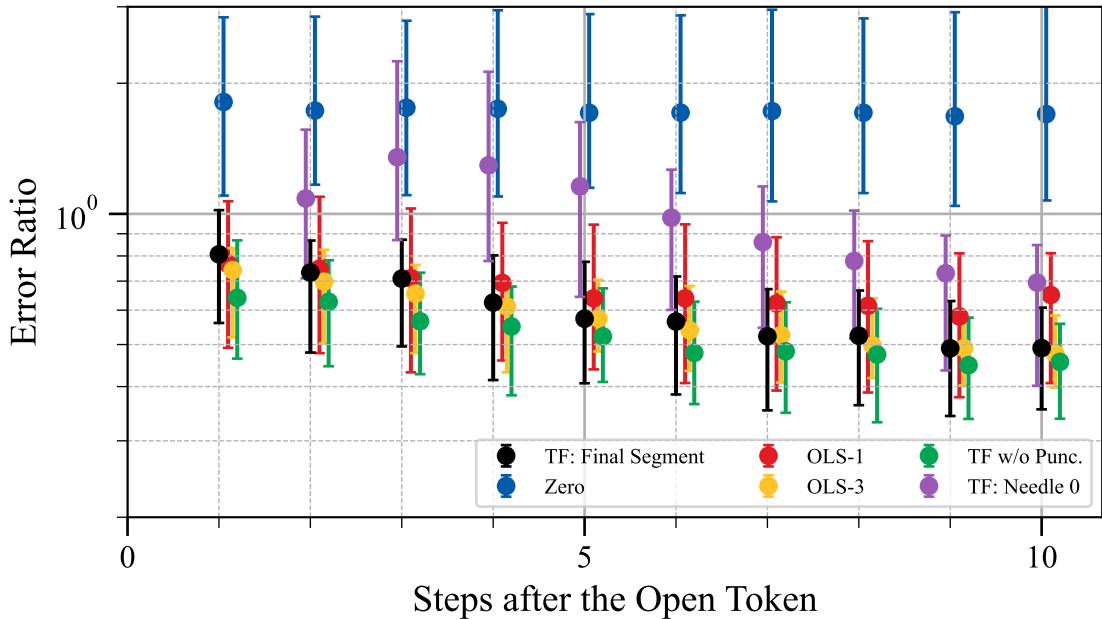 Error Ratio
10^0
0 5 10
Steps after the Open Token
TF: Final Segment OLS-1 TF w/o Punc.
Zero OLS-3 TF: Needle 0